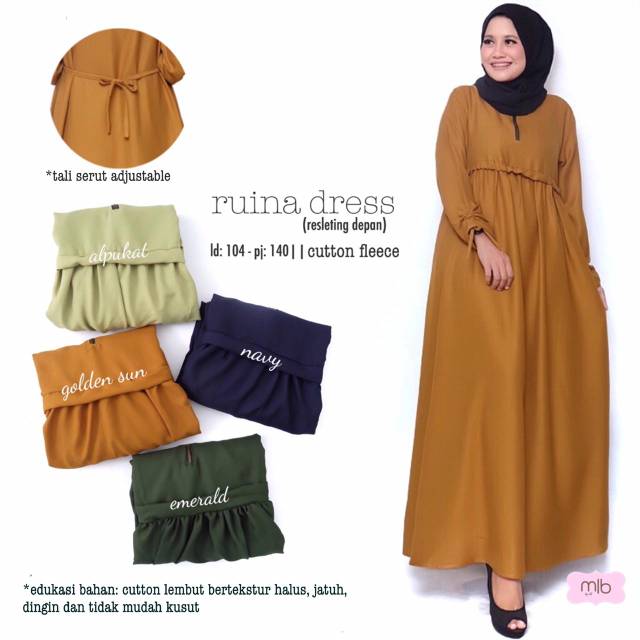 *tali serut adjustable
ruina dress
(resleting depan)
ld: 104 - pj: 140 | | cutton fleece
alpukat
navy
golden sun
emerald
*edukasi bahan: cutton lembut bertekstur halus, jatuh,
dingin dan tidak mudah kusut
mlb